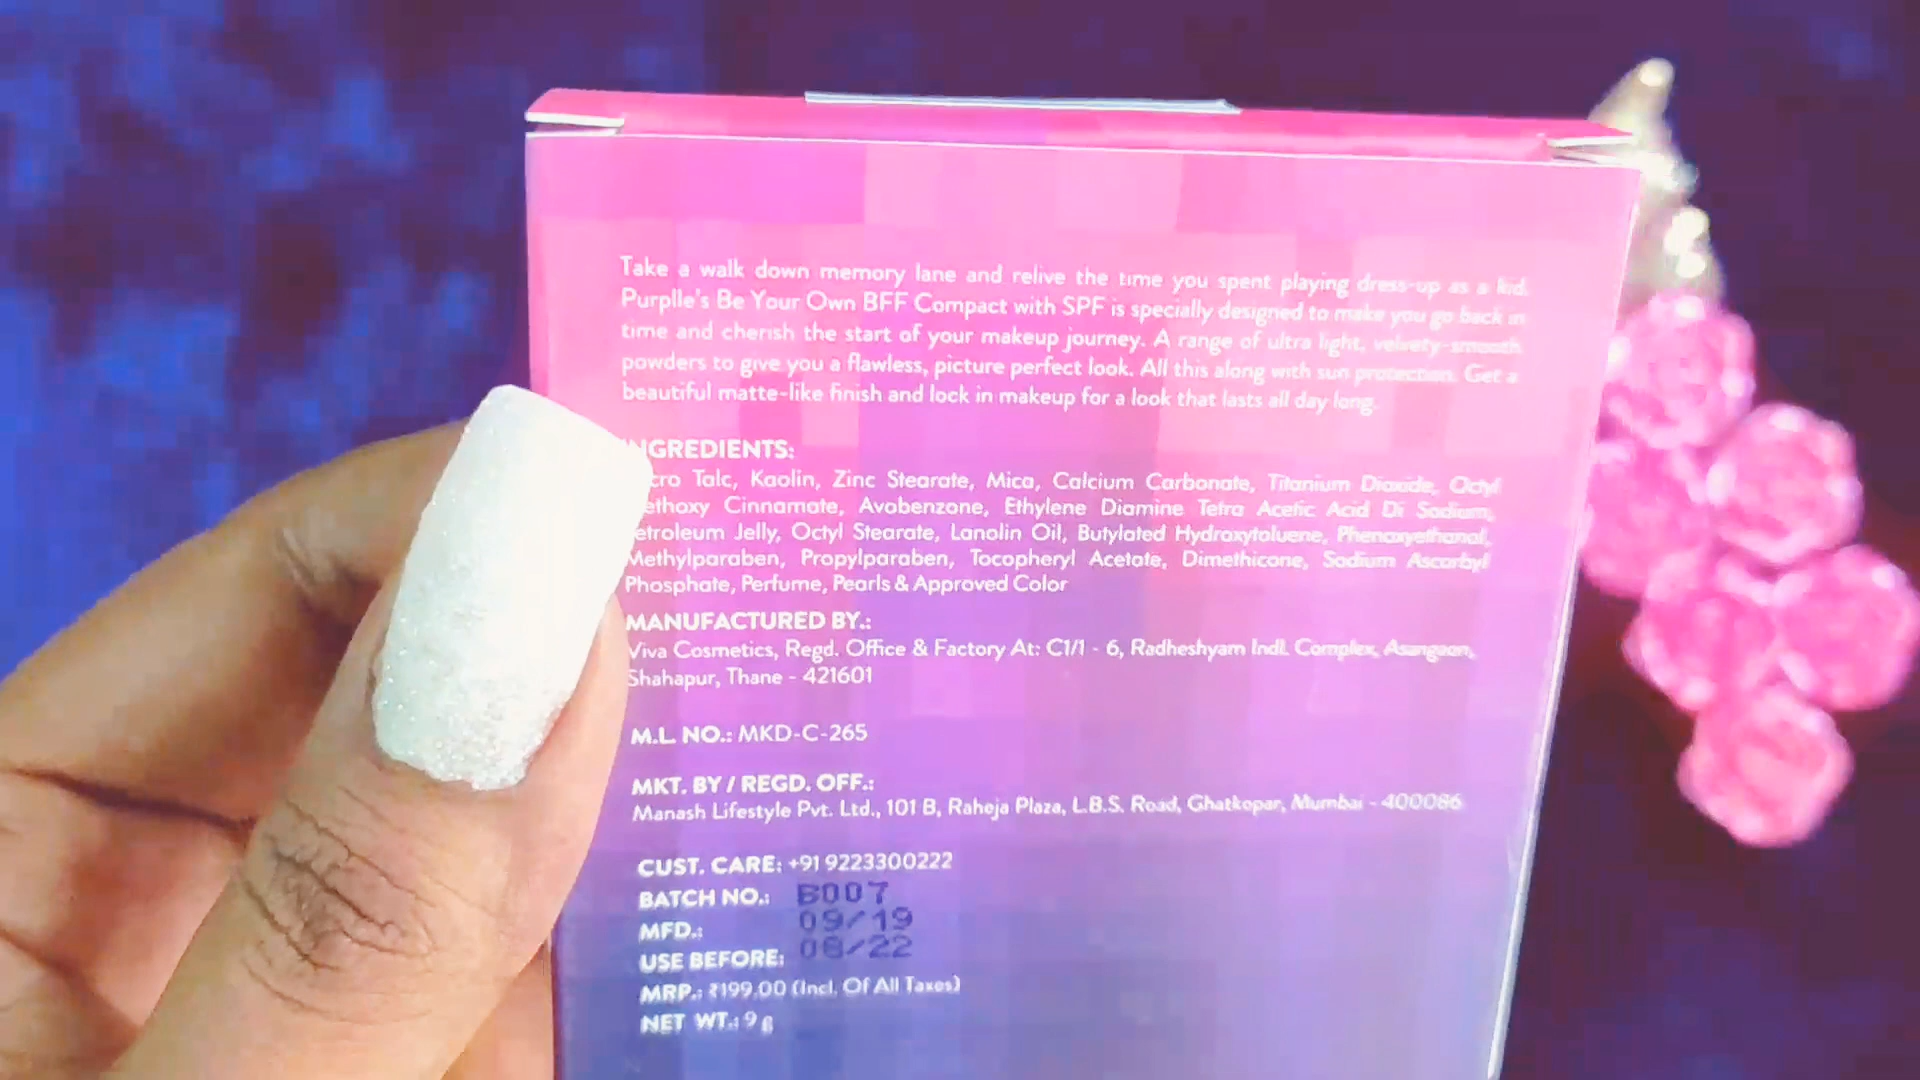 Take a walk down memory lane and relive the time you spent playing dress-up as a kid.
Purplle's Be Your Own BFF Compact with SPF is specially designed to make you go back in
time and cherish the start of your makeup journey. A range of ultra light, velvety-smooth
powders to give you a flawless, picture perfect look. All this along with sun protection. Get a
beautiful matte-like finish and lock in makeup for a look that lasts all day long.
NGREDIENTS:
cro Talc, Kaolin, Zinc Stearate, Mica, Calcium Carbonate, Titanium Dioxide, Octyl
ethoxy Cinnamate, Avobenzone, Ethylene Diamine Tetra Acetic Acid Di Sodium,
etroleum Jelly, Octyl Stearate, Lanolin Oil, Butylated Hydroxytoluene, Phenoxyethanol,
Methylparaben, Propylparaben, Tocopheryl Acetate, Dimethicone, Sodium Ascorbyl
Phosphate, Perfume, Pearls & Approved Color
MANUFACTURED BY.:
Viva Cosmetics, Regd. Office & Factory At: C1/1 - 6, Radheshyam Indl. Complex, Asangaon,
Shahapur, Thane - 421601
M.L. NO.: MKD-C-265
MKT. BY / REGD. OFF.:
Manash Lifestyle Pvt. Ltd., 101 B, Raheja Plaza, L.B.S. Road, Ghatkopar, Mumbai - 400086
CUST. CARE: +91 9223300222
BATCH NO.: B007
MFD.: 09/19
USE BEFORE: 08/22
MRP.: ₹199.00 (Incl. Of All Taxes)
NET WT.: 9 g